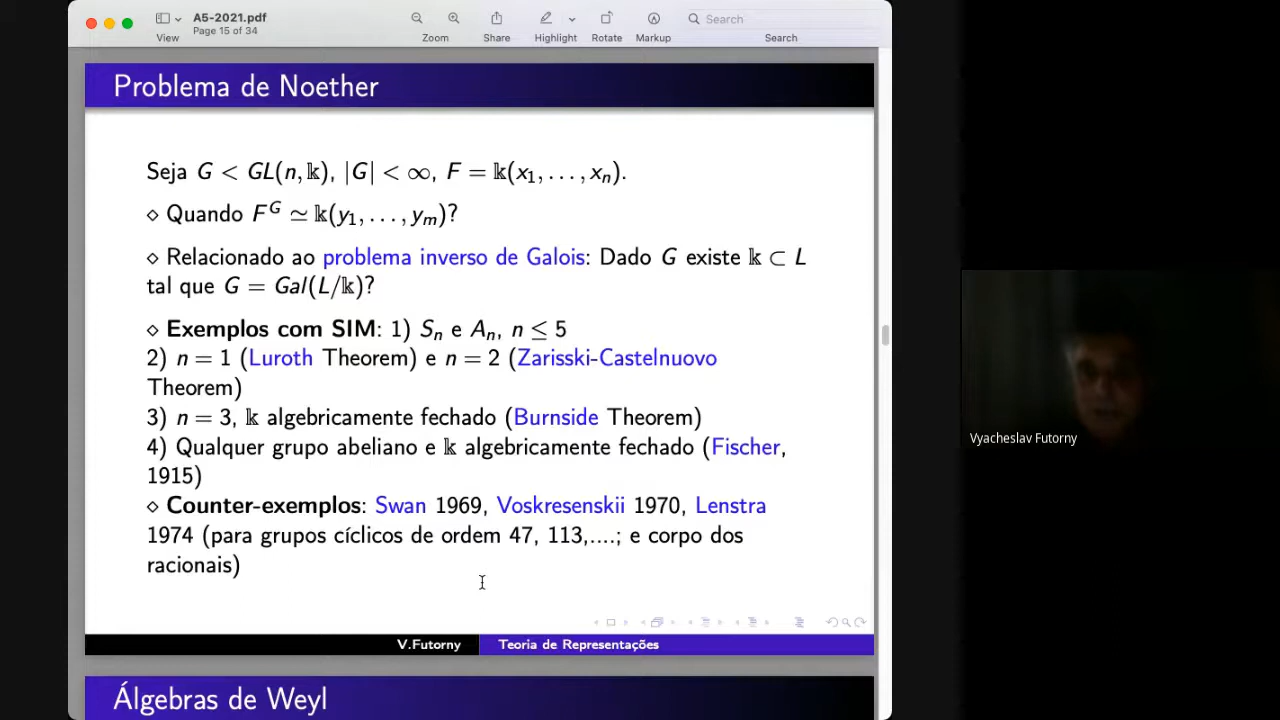 A5-2021.pdf
Page 15 of 34
View
Zoom
Share
Highlight
Rotate
Markup
Search
Search
Problema de Noether
Seja G < GL(n, 𝕜), |G| < ∞, F = 𝕜(x₁, . . . , xₙ).
⋄ Quando F^G ≃ 𝕜(y₁, . . . , yₘ)?
⋄ Relacionado ao problema inverso de Galois: Dado G existe 𝕜 ⊂ L
tal que G = Gal(L/𝕜)?
⋄ Exemplos com SIM: 1) Sₙ e Aₙ, n ≤ 5
2) n = 1 (Luroth Theorem) e n = 2 (Zarisski-Castelnuovo
Theorem)
3) n = 3, 𝕜 algebricamente fechado (Burnside Theorem)
4) Qualquer grupo abeliano e 𝕜 algebricamente fechado (Fischer,
1915)
⋄ Counter-exemplos: Swan 1969, Voskresenskii 1970, Lenstra
1974 (para grupos cíclicos de ordem 47, 113,....; e corpo dos
racionais)
V.Futorny
Teoria de Representações
Álgebras de Weyl
Vyacheslav Futorny